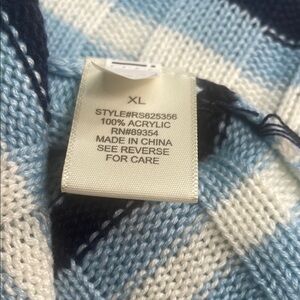 XL
STYLE#RS625356
100% ACRYLIC
RN#89354
MADE IN CHINA
SEE REVERSE
FOR CARE